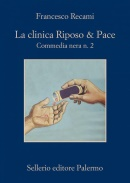 Francesco Recami
La clinica Riposo & Pace
Commedia nera n. 2
Sellerio editore Palermo